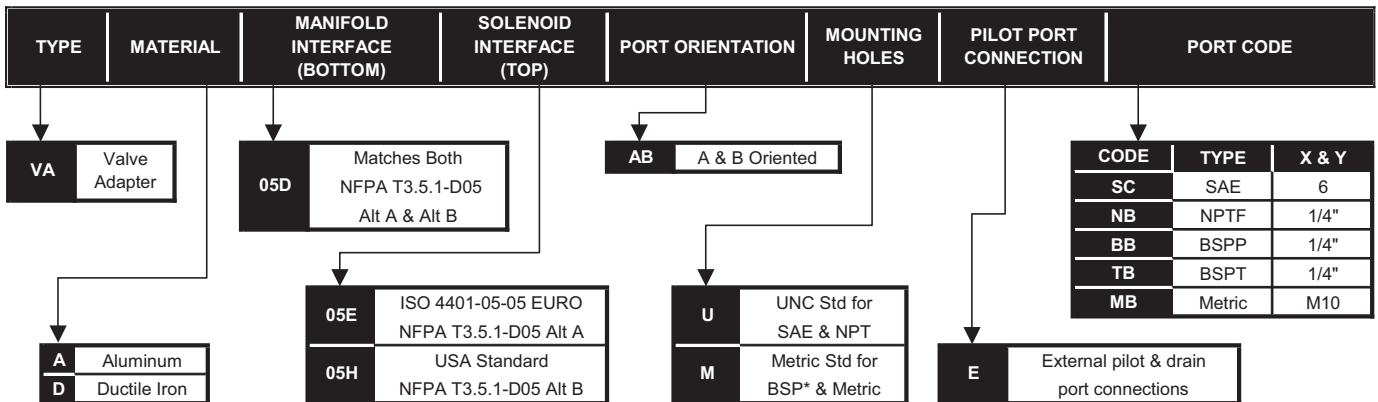 TYPE
MATERIAL
MANIFOLD
INTERFACE
(BOTTOM)
SOLENOID
INTERFACE
(TOP)
PORT ORIENTATION
MOUNTING
HOLES
PILOT PORT
CONNECTION
PORT CODE
VA
Valve
Adapter
05D
Matches Both
NFPA T3.5.1-D05
Alt A & Alt B
AB A & B Oriented
CODE TYPE X & Y
SC SAE 6
NB NPTF 1/4"
BB BSPP 1/4"
TB BSPT 1/4"
MB Metric M10
A Aluminum
D Ductile Iron
05E
ISO 4401-05-05 EURO
NFPA T3.5.1-D05 Alt A
05H
USA Standard
NFPA T3.5.1-D05 Alt B
U
UNC Std for
SAE & NPT
M
Metric Std for
BSP* & Metric
E
External pilot & drain
port connections